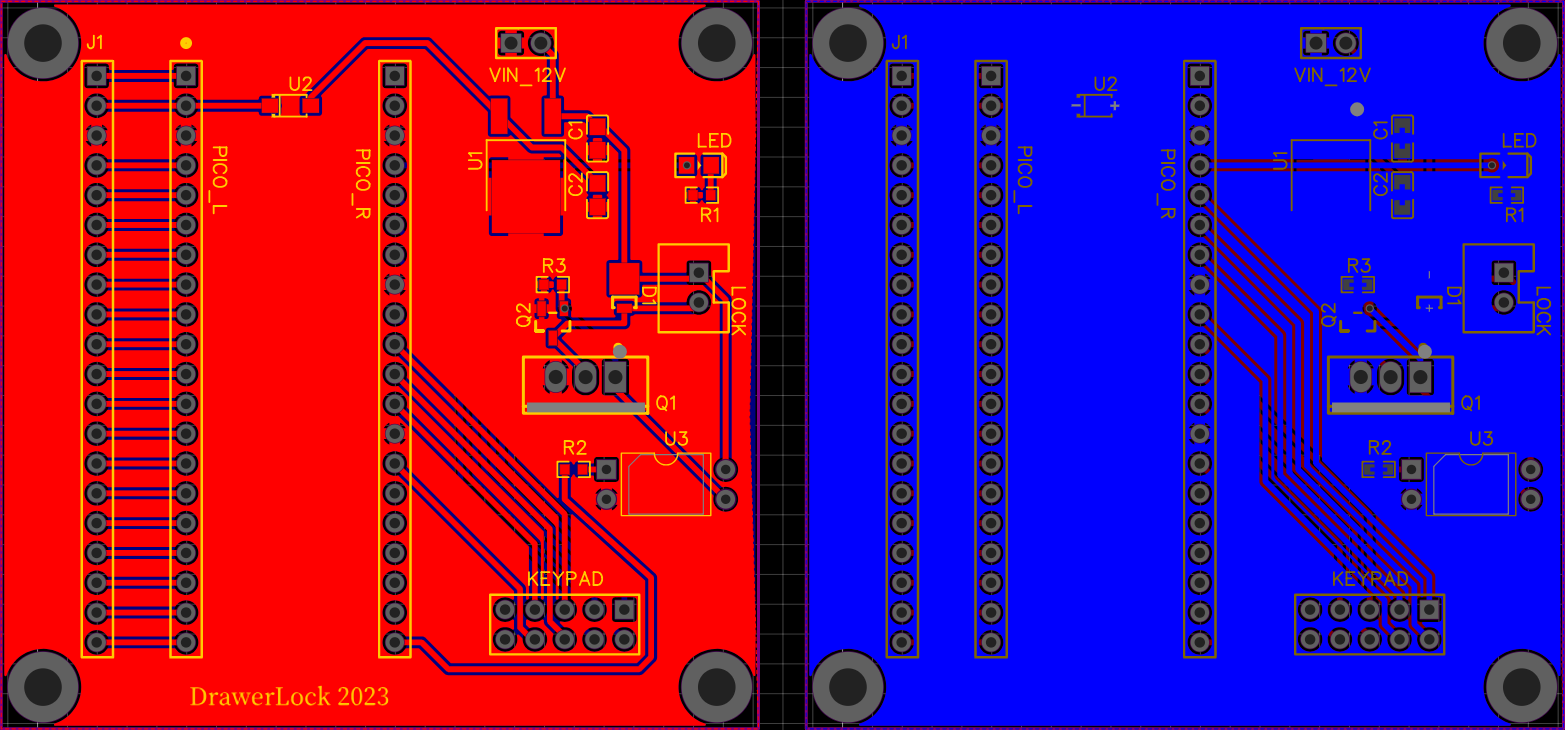 J1
U2
VIN_12V
PICO_L
PICO_R
U1
C1
C2
LED
R1
R3
Q2
D1
LOCK
Q1
R2
U3
KEYPAD
DrawerLock 2023
J1
U2
VIN_12V
PICO_L
PICO_R
U1
C1
C2
LED
R1
R3
Q2
D1
LOCK
Q1
R2
U3
KEYPAD